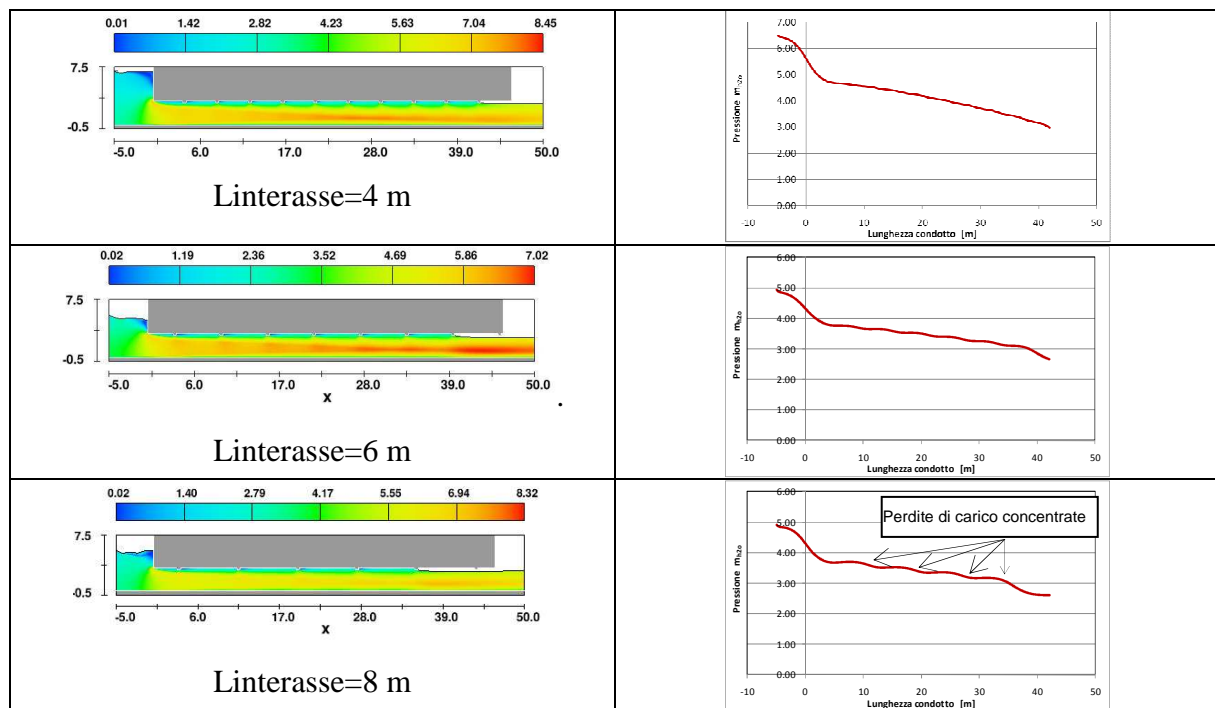 0.01 1.42 2.82 4.23 5.63 7.04 8.45
7.5
-0.5
-5.0 6.0 17.0 28.0 39.0 50.0
Linterasse=4 m
7.00
6.00
5.00
4.00
3.00
2.00
1.00
0.00
Pressione mh2o
-10 0 10 20 30 40 50
Lunghezza condotto [m]
0.02 1.19 2.36 3.52 4.69 5.86 7.02
7.5
-0.5
-5.0 6.0 17.0 28.0 39.0 50.0
x
.
Linterasse=6 m
6.00
5.00
4.00
3.00
2.00
1.00
0.00
Pressione mh2o
-10 0 10 20 30 40 50
Lunghezza condotto [m]
0.02 1.40 2.79 4.17 5.55 6.94 8.32
7.5
-0.5
-5.0 6.0 17.0 28.0 39.0 50.0
x
Linterasse=8 m
6.00
5.00
4.00
3.00
2.00
1.00
0.00
Pressione mh2o
Perdite di carico concentrate
-10 0 10 20 30 40 50
Lunghezza condotto [m]